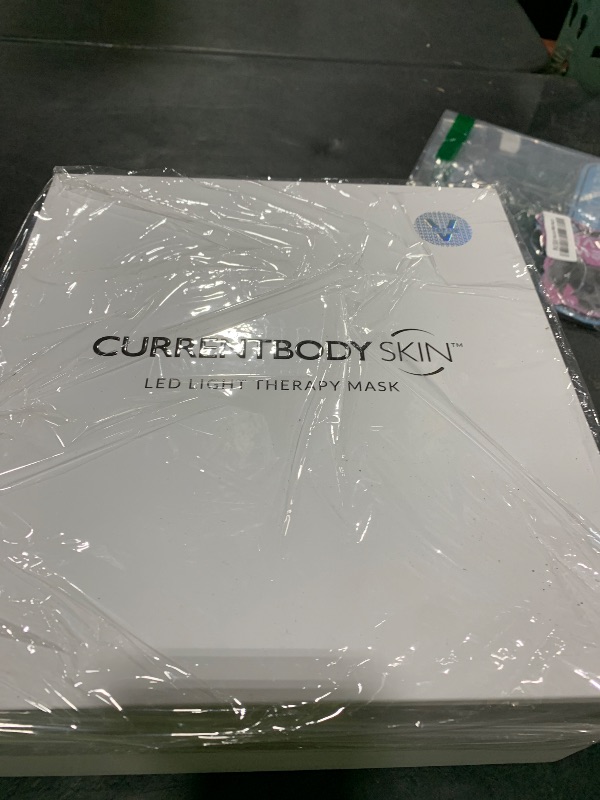 CURRENTBODY SKIN™
LED LIGHT THERAPY MASK